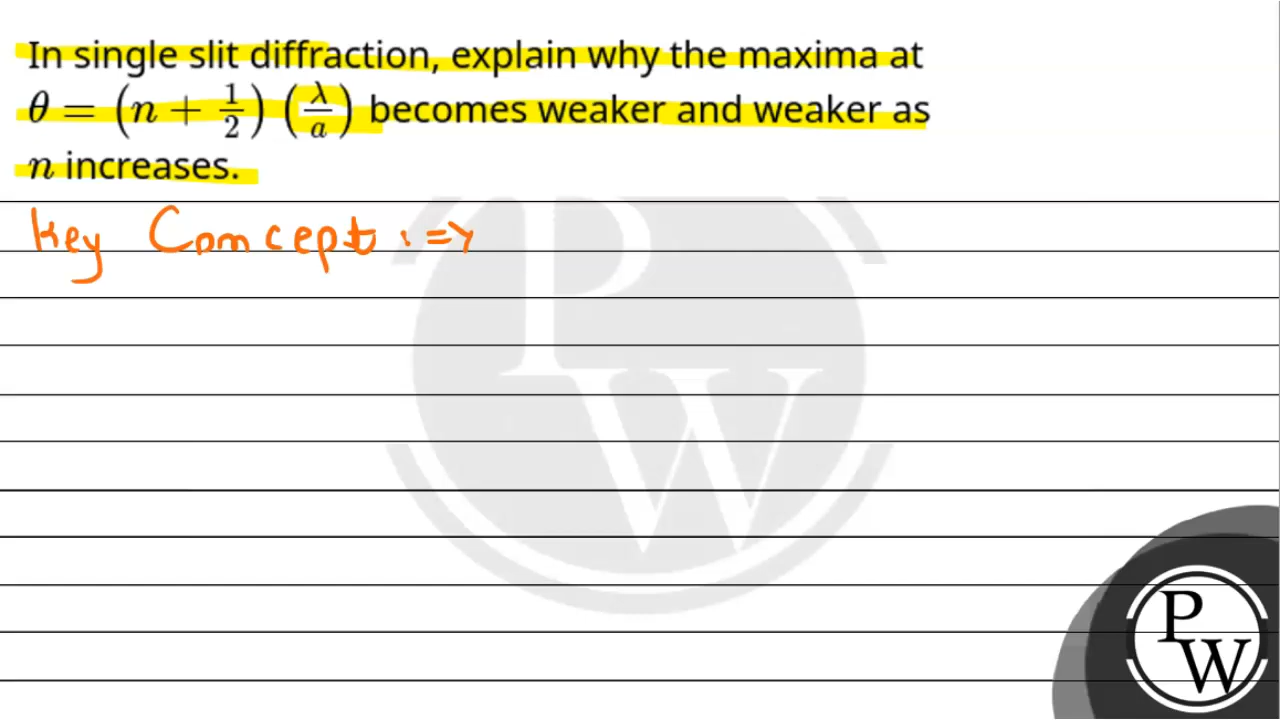 In single slit diffraction, explain why the maxima at
θ = (n + 1/2) (λ/a) becomes weaker and weaker as
n increases.
Key Concept :=>
P
W
P
W